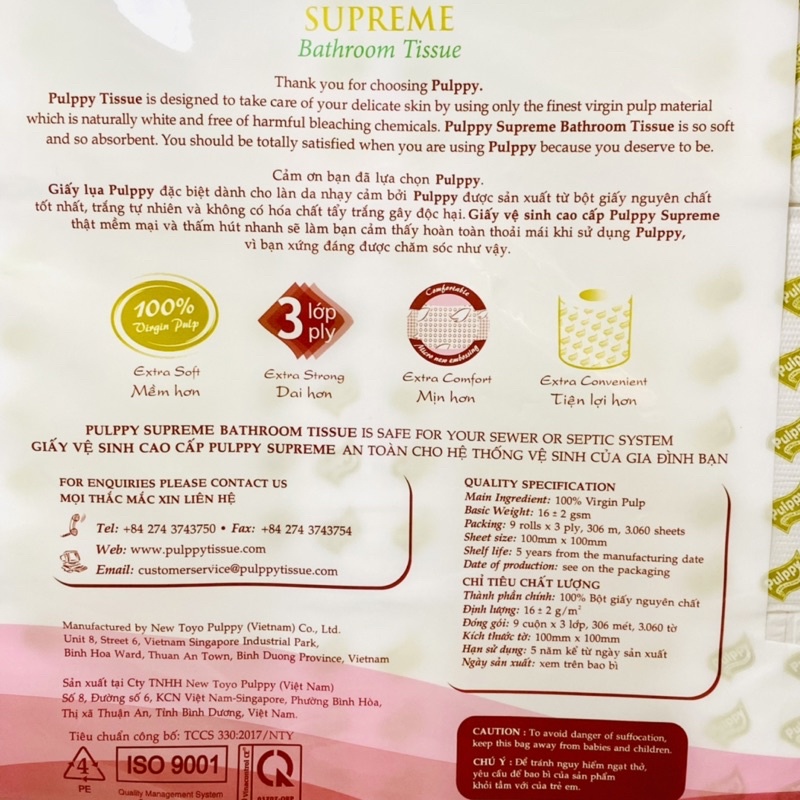 SUPREME
Bathroom Tissue
Thank you for choosing Pulppy.
Pulppy Tissue is designed to take care of your delicate skin by using only the finest virgin pulp material
which is naturally white and free of harmful bleaching chemicals. Pulppy Supreme Bathroom Tissue is so soft
and so absorbent. You should be totally satisfied when you are using Pulppy because you deserve to be.
Cảm ơn bạn đã lựa chọn Pulppy.
Giấy lụa Pulppy đặc biệt dành cho làn da nhạy cảm bởi Pulppy được sản xuất từ bột giấy nguyên chất
tốt nhất, trắng tự nhiên và không có hóa chất tẩy trắng gây độc hại. Giấy vệ sinh cao cấp Pulppy Supreme
thật mềm mại và thấm hút nhanh sẽ làm bạn cảm thấy hoàn toàn thoải mái khi sử dụng Pulppy,
vì bạn xứng đáng được chăm sóc như vậy.
100%
Virgin Pulp
Extra Soft
Mềm hơn
3 lớp
ply
Extra Strong
Dai hơn
Comfortable
Micro new embossing
Extra Comfort
Mịn hơn
Extra Convenient
Tiện lợi hơn
PULPPY SUPREME BATHROOM TISSUE IS SAFE FOR YOUR SEWER OR SEPTIC SYSTEM
GIẤY VỆ SINH CAO CẤP PULPPY SUPREME AN TOÀN CHO HỆ THỐNG VỆ SINH CỦA GIA ĐÌNH BẠN
FOR ENQUIRIES PLEASE CONTACT US
MỌI THẮC MẮC XIN LIÊN HỆ
Tel: +84 274 3743750 • Fax: +84 274 3743754
Web: www.pulppytissue.com
Email: customerservice@pulppytissue.com
QUALITY SPECIFICATION
Main Ingredient: 100% Virgin Pulp
Basic Weight: 16 ± 2 gsm
Packing: 9 rolls x 3 ply, 306 m, 3.060 sheets
Sheet size: 100mm x 100mm
Shelf life: 5 years from the manufacturing date
Date of production: see on the packaging
CHỈ TIÊU CHẤT LƯỢNG
Thành phần chính: 100% Bột giấy nguyên chất
Định lượng: 16 ± 2 g/m²
Đóng gói: 9 cuộn x 3 lớp, 306 mét, 3.060 tờ
Kích thước tờ: 100mm x 100mm
Hạn sử dụng: 5 năm kể từ ngày sản xuất
Ngày sản xuất: xem trên bao bì
Manufactured by New Toyo Pulppy (Vietnam) Co., Ltd.
Unit 8, Street 6, Vietnam Singapore Industrial Park,
Binh Hoa Ward, Thuan An Town, Binh Duong Province, Vietnam
Sản xuất tại Cty TNHH New Toyo Pulppy (Việt Nam)
Số 8, Đường số 6, KCN Việt Nam-Singapore, Phường Bình Hòa,
Thị xã Thuận An, Tỉnh Bình Dương, Việt Nam.
Tiêu chuẩn công bố: TCCS 330:2017/NTY
4
PE
ISO 9001
Quality Management System
CAUTION : To avoid danger of suffocation,
keep this bag away from babies and children.
CHÚ Ý : Để tránh nguy hiểm ngạt thở,
yêu cầu để bao bì của sản phẩm
khỏi tầm với của trẻ em.
Pulppy
Pulppy
Pulppy
Pulppy